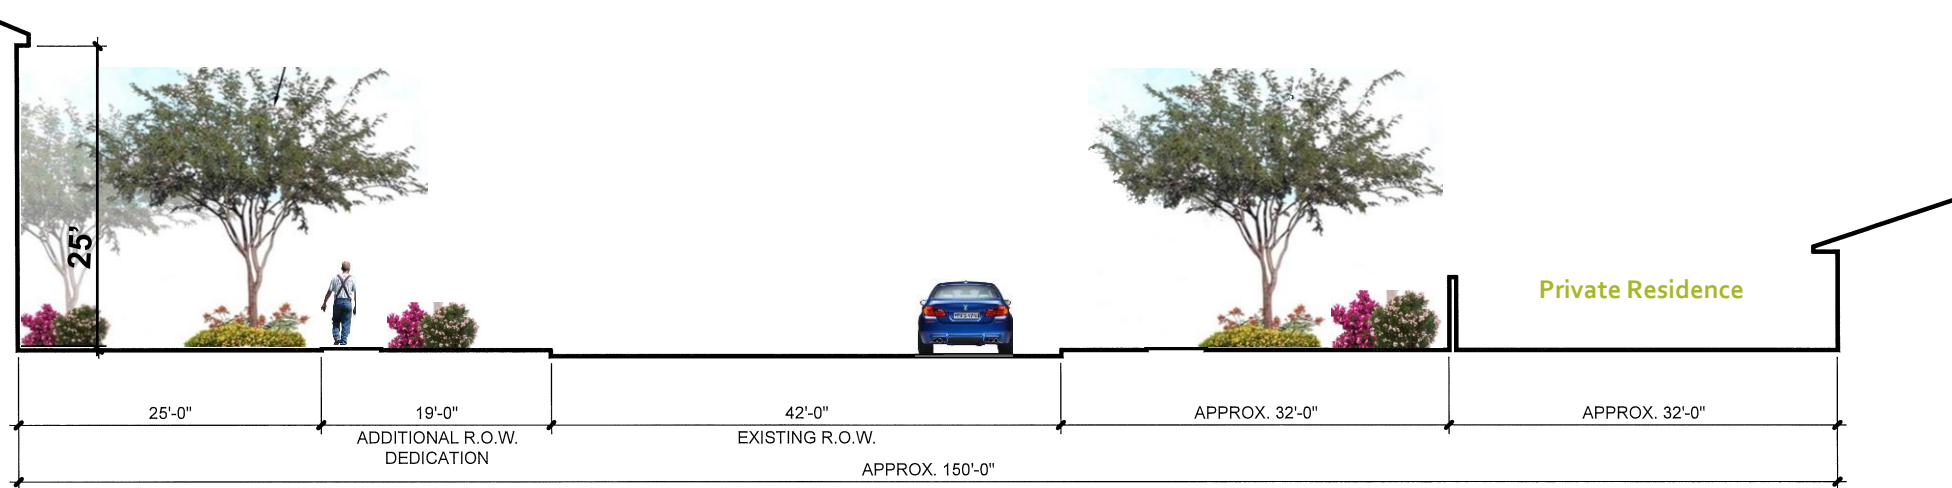 25'
Private Residence
25'-0"
19'-0"
42'-0"
APPROX. 32'-0"
APPROX. 32'-0"
ADDITIONAL R.O.W.
DEDICATION
EXISTING R.O.W.
APPROX. 150'-0"